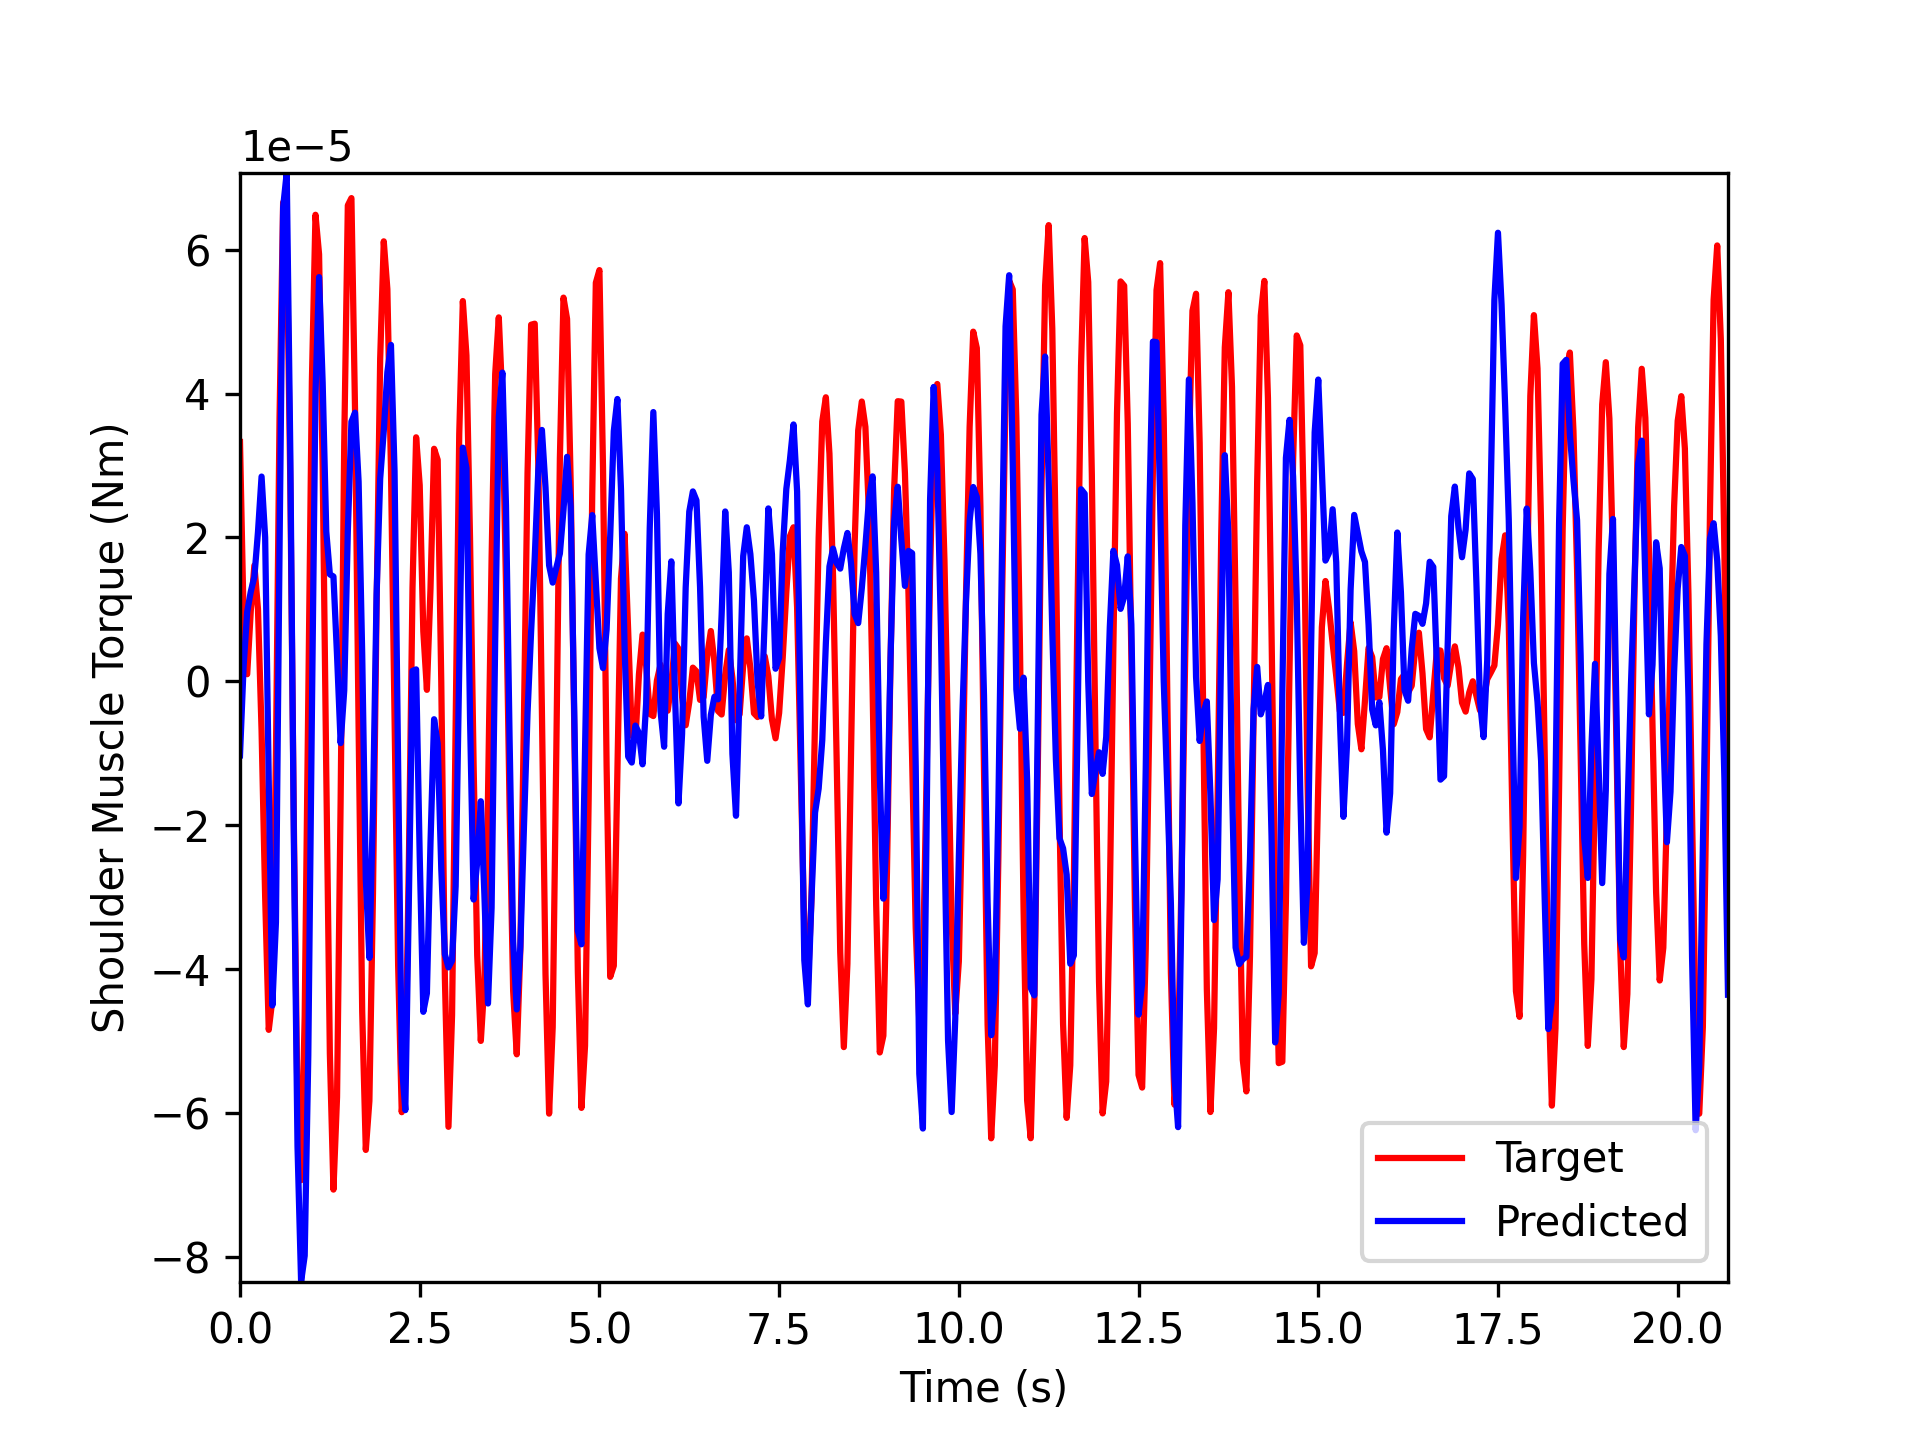 1e−5
6
4
2
0
−2
−4
−6
−8
Shoulder Muscle Torque (Nm)
Target
Predicted
0.0 2.5 5.0 7.5 10.0 12.5 15.0 17.5 20.0
Time (s)